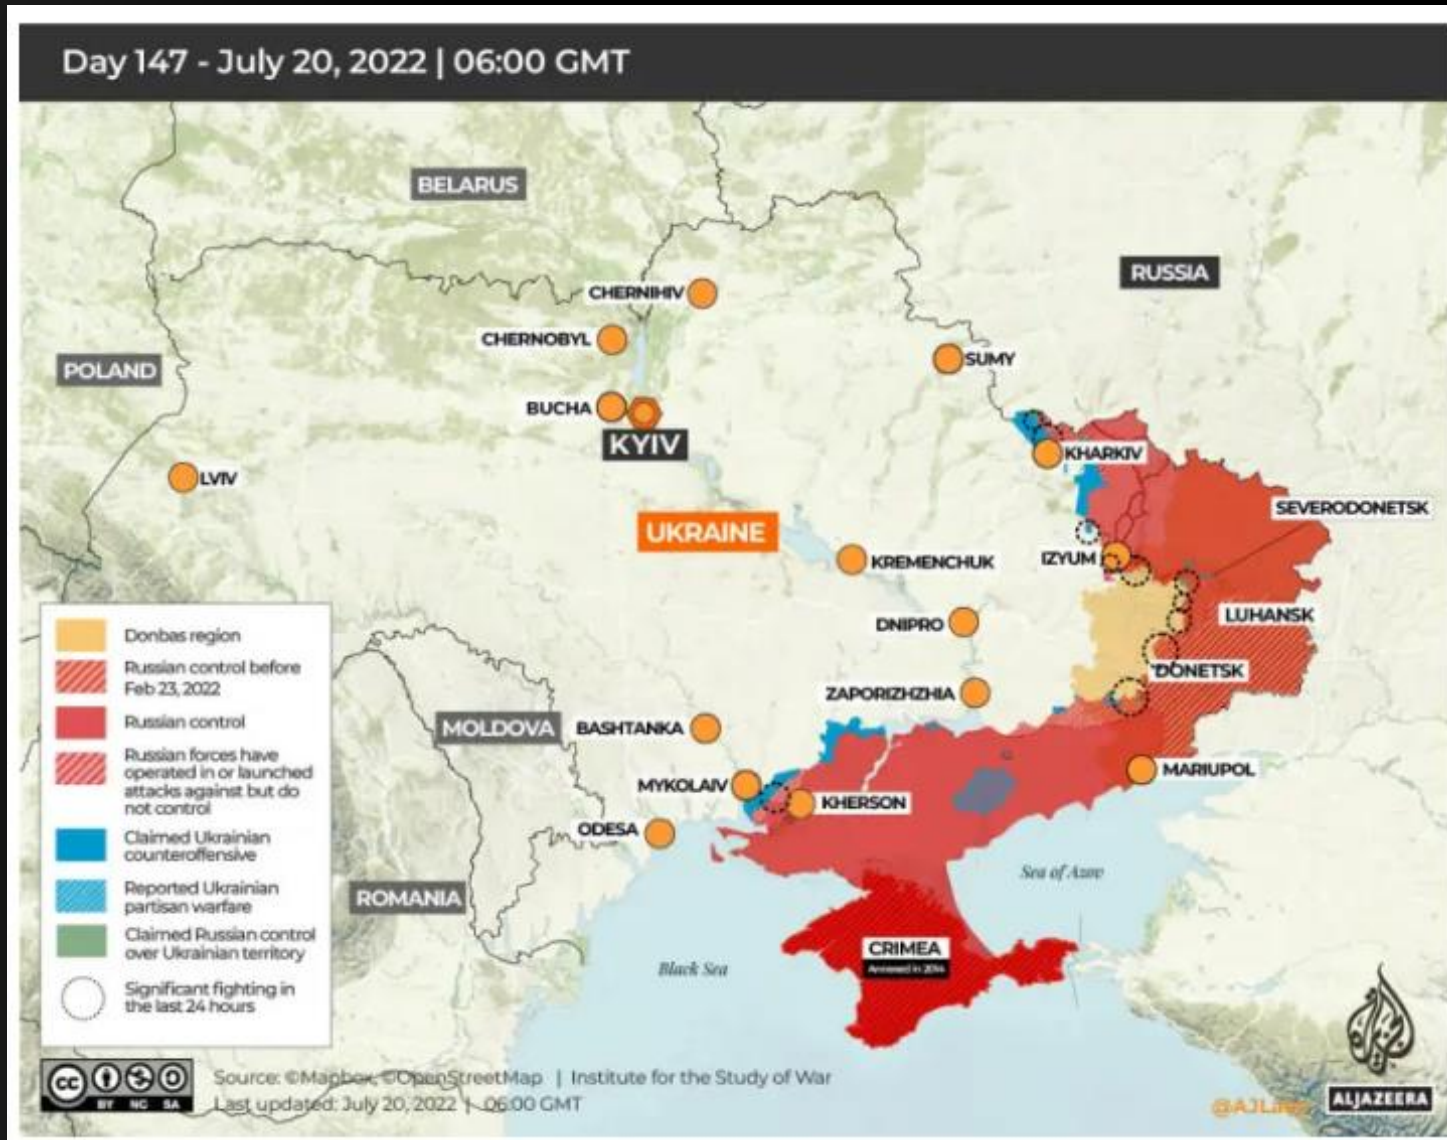 Day 147 - July 20, 2022 | 06:00 GMT
BELARUS
RUSSIA
CHERNIHIV
CHERNOBYL
SUMY
POLAND
BUCHA
KYIV
KHARKIV
LVIV
SEVERODONETSK
UKRAINE
IZYUM
KREMENCHUK
LUHANSK
DNIPRO
DONETSK
ZAPORIZHZHIA
MOLDOVA
BASHTANKA
MARIUPOL
MYKOLAIV
KHERSON
ODESA
Sea of Azov
ROMANIA
CRIMEA
Annexed in 2014
Black Sea
Donbas region
Russian control before
Feb 23, 2022
Russian control
Russian forces have
operated in or launched
attacks against but do
not control
Claimed Ukrainian
counteroffensive
Reported Ukrainian
partisan warfare
Claimed Russian control
over Ukrainian territory
Significant fighting in
the last 24 hours
cc
BY NC SA
Source: ©Mapbox, ©OpenStreetMap | Institute for the Study of War
Last updated: July 20, 2022 | 06:00 GMT
ALJAZEERA